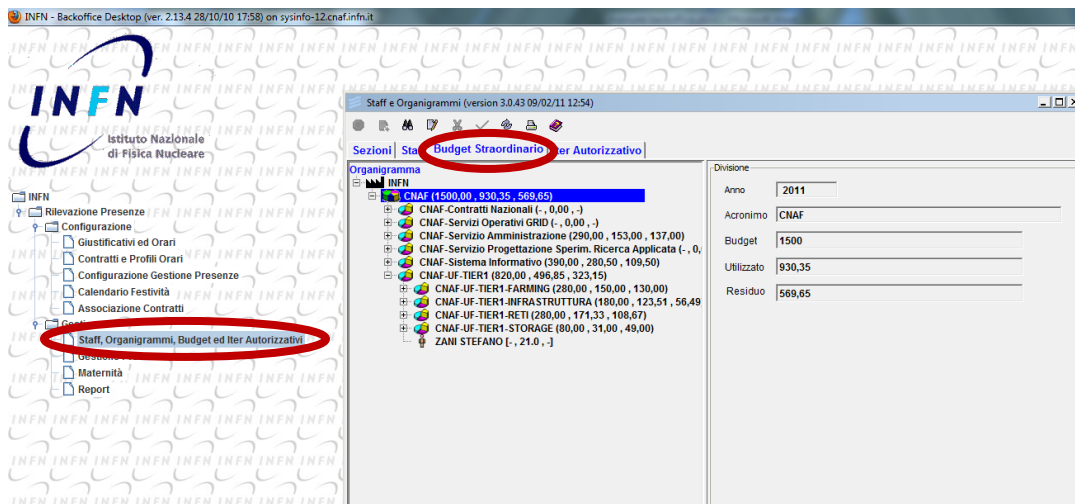 INFN - Backoffice Desktop (ver. 2.13.4 28/10/10 17:58) on sysinfo-12.cnaf.infn.it
INFN
Istituto Nazionale
di Fisica Nucleare
INFN
Rilevazione Presenze
Configurazione
Giustificativi ed Orari
Contratti e Profili Orari
Configurazione Gestione Presenze
Calendario Festività
Associazione Contratti
Staff, Organigrammi, Budget ed Iter Autorizzativi
Maternità
Report
Staff e Organigrammi (version 3.0.43 09/02/11 12:54)
Sezioni Sta Budget Straordinario ter Autorizzativo
Organigramma
INFN
CNAF (1500,00 , 930,35 , 569,65)
CNAF-Contratti Nazionali (- , 0,00 , -)
CNAF-Servizi Operativi GRID (- , 0,00 , -)
CNAF-Servizio Amministrazione (290,00 , 153,00 , 137,00)
CNAF-Servizio Progettazione Sperim. Ricerca Applicata (- , 0,
CNAF-Sistema Informativo (390,00 , 280,50 , 109,50)
CNAF-UF-TIER1 (820,00 , 496,85 , 323,15)
CNAF-UF-TIER1-FARMING (280,00 , 150,00 , 130,00)
CNAF-UF-TIER1-INFRASTRUTTURA (180,00 , 123,51 , 56,49
CNAF-UF-TIER1-RETI (280,00 , 171,33 , 108,67)
CNAF-UF-TIER1-STORAGE (80,00 , 31,00 , 49,00)
ZANI STEFANO [- , 21.0 , -]
Divisione
Anno 2011
Acronimo CNAF
Budget 1500
Utilizzato 930,35
Residuo 569,65